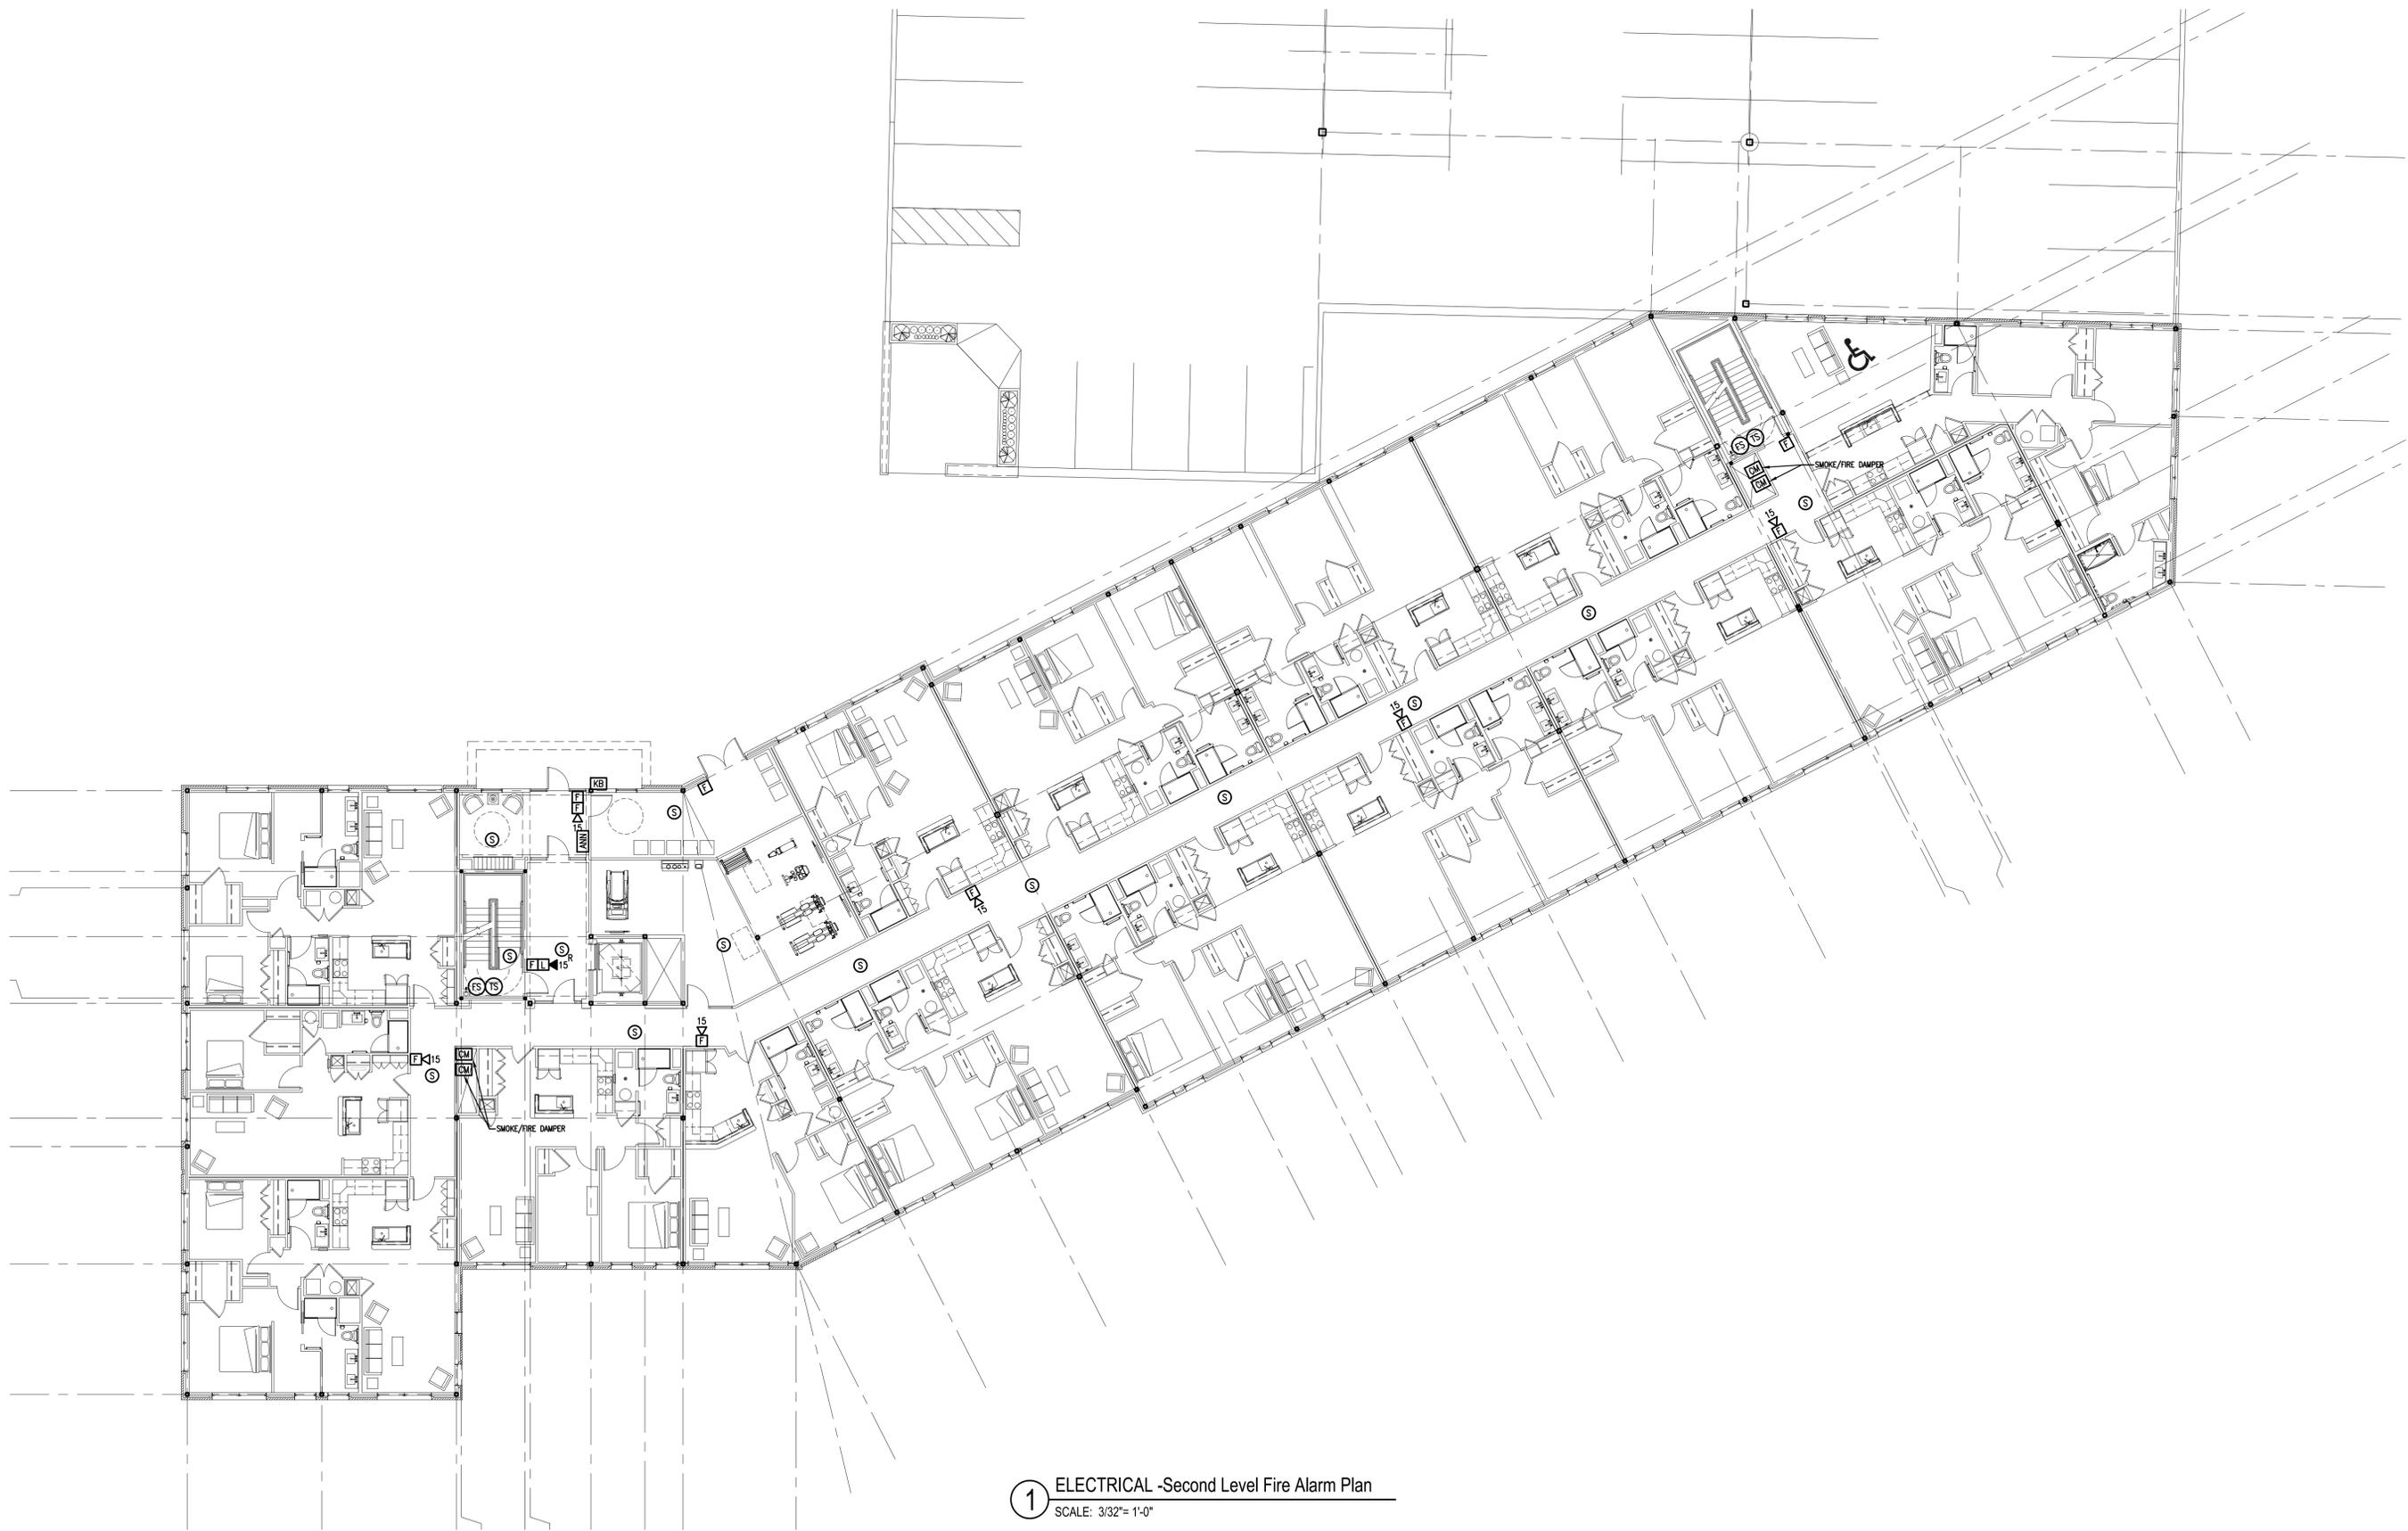 FS TS
F
CM
CM
SMOKE/FIRE DAMPER
S
15
F
S
15
F
S
S
KB
F
F
F
15
ANN
S
S
S
F
15
S
S
S
S
F L 15 R
FS TS
S
S
15
F
F 15
S
CM
CM
SMOKE/FIRE DAMPER
1
ELECTRICAL -Second Level Fire Alarm Plan
SCALE: 3/32"= 1'-0"